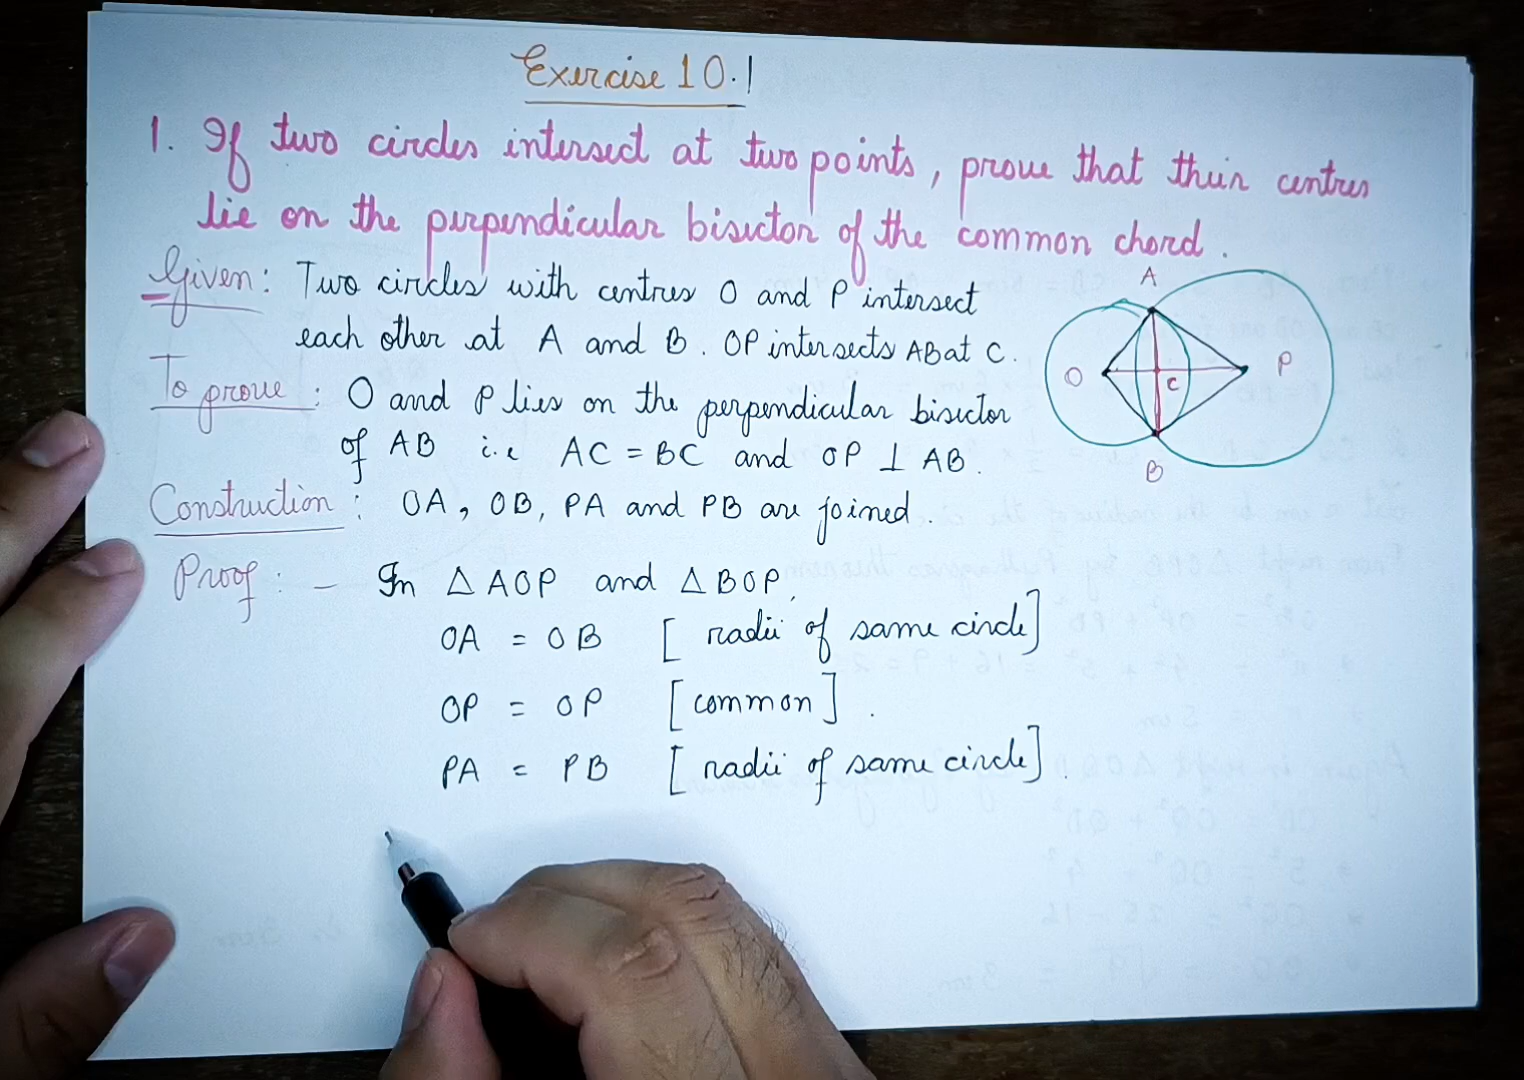 Exercise 10.1
1. If two circles intersect at two points, prove that their centres
lie on the perpendicular bisector of the common chord.
Given: Two circles with centres O and P intersect
each other at A and B. OP intersects AB at C.
To prove: O and P lies on the perpendicular bisector
of AB i.e AC = BC and OP ⊥ AB.
Construction: OA, OB, PA and PB are joined.
Proof: - In △ AOP and △ BOP,
OA = OB [radii of same circle]
OP = OP [common].
PA = PB [radii of same circle].
A
O
C
P
B